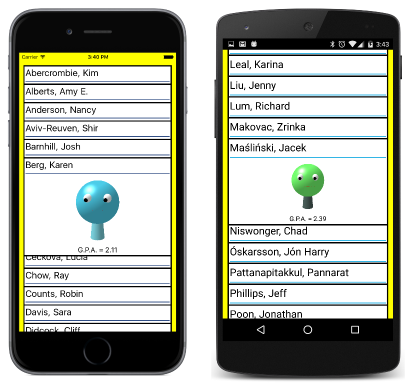 Carrier 3:40 PM
Abercrombie, Kim
Alberts, Amy E.
Anderson, Nancy
Aviv-Reuven, Shir
Barnhill, Josh
Berg, Karen
G.P.A. = 2.11
Čečková, Lucia
Chow, Ray
Counts, Robin
Davis, Sara
Didcock, Cliff
3:43
Leal, Karina
Liu, Jenny
Lum, Richard
Makovac, Zrinka
Maśliński, Jacek
G.P.A. = 2.39
Niswonger, Chad
Óskarsson, Jón Harry
Pattanapitakkul, Pannarat
Phillips, Jeff
Poon, Jonathan